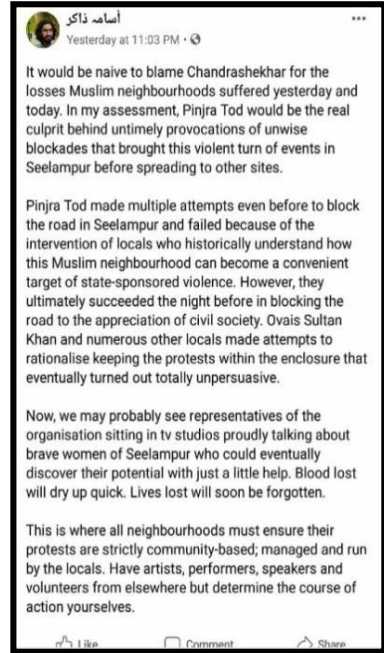 أسامہ ذاكر
Yesterday at 11:03 PM ·
It would be naive to blame Chandrashekhar for the
losses Muslim neighbourhoods suffered yesterday and
today. In my assessment, Pinjra Tod would be the real
culprit behind untimely provocations of unwise
blockades that brought this violent turn of events in
Seelampur before spreading to other sites.
Pinjra Tod made multiple attempts even before to block
the road in Seelampur and failed because of the
intervention of locals who historically understand how
this Muslim neighbourhood can become a convenient
target of state-sponsored violence. However, they
ultimately succeeded the night before in blocking the
road to the appreciation of civil society. Ovais Sultan
Khan and numerous other locals made attempts to
rationalise keeping the protests within the enclosure that
eventually turned out totally unpersuasive.
Now, we may probably see representatives of the
organisation sitting in tv studios proudly talking about
brave women of Seelampur who could eventually
discover their potential with just a little help. Blood lost
will dry up quick. Lives lost will soon be forgotten.
This is where all neighbourhoods must ensure their
protests are strictly community-based; managed and run
by the locals. Have artists, performers, speakers and
volunteers from elsewhere but determine the course of
action yourselves.
Like Comment Share